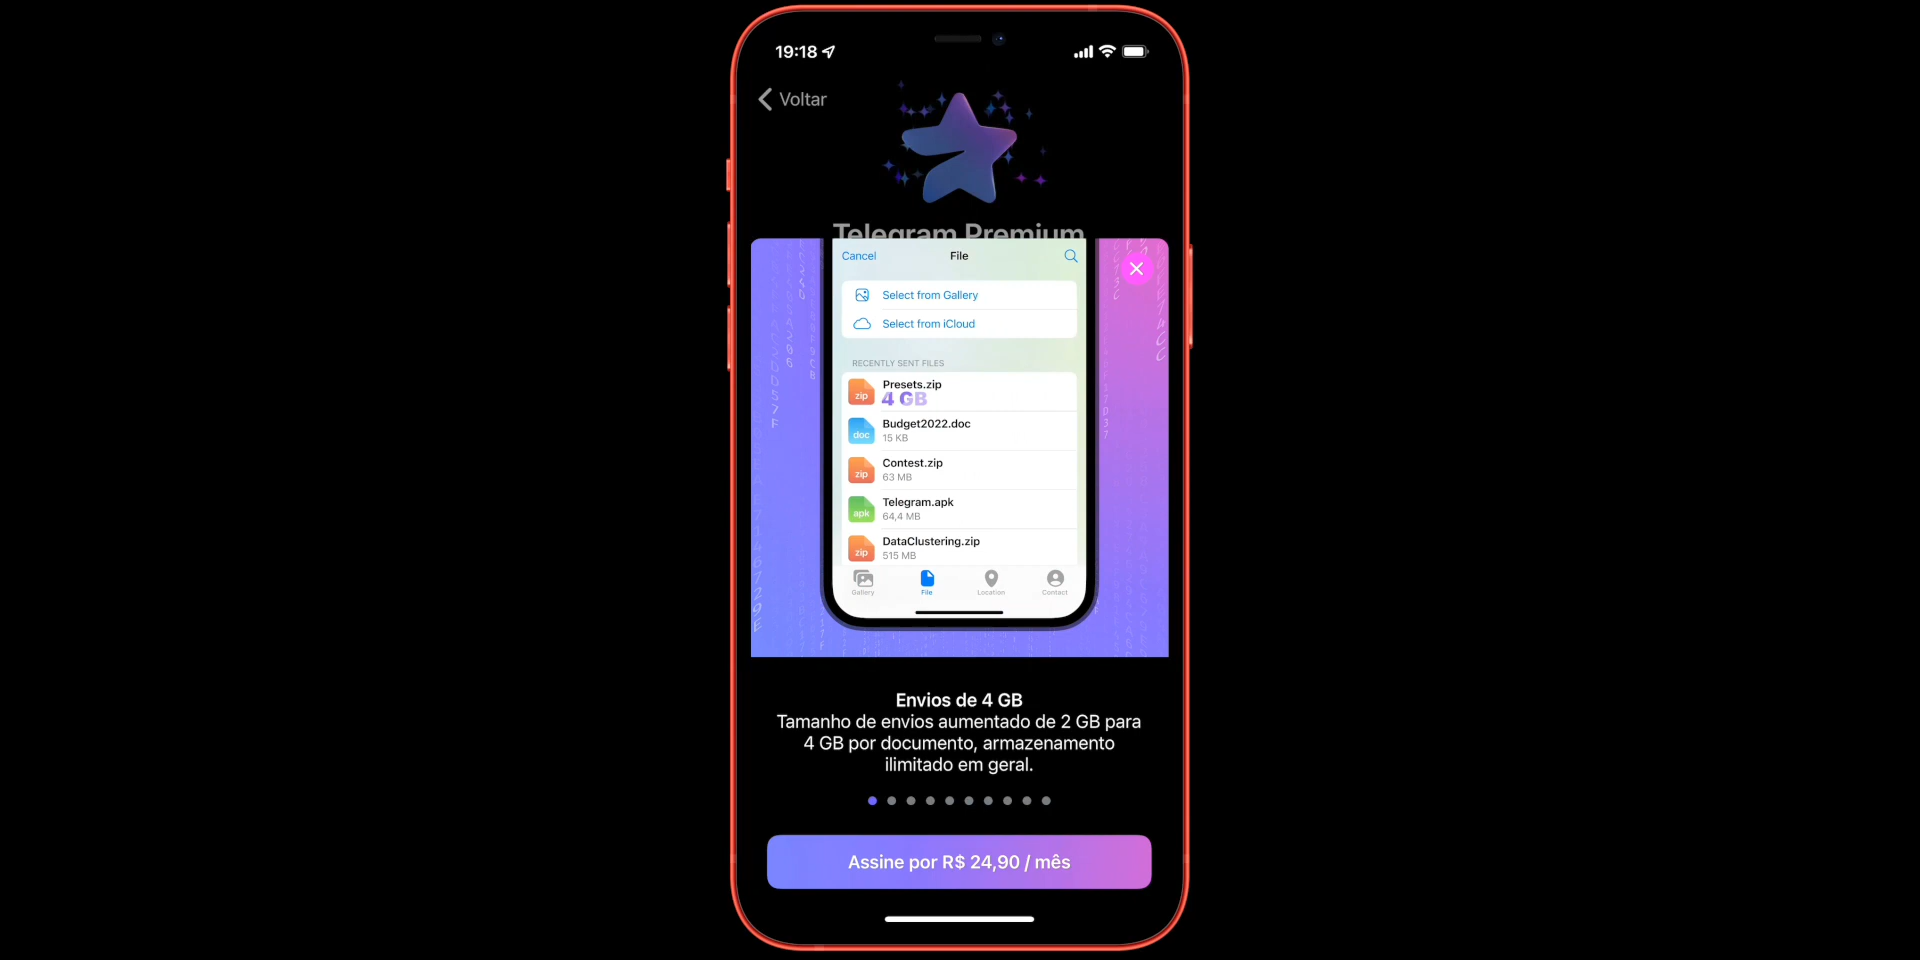 19:18
Voltar
Telegram Premium
Cancel
File
Select from Gallery
Select from iCloud
RECENTLY SENT FILES
zip
Presets.zip
4 GB
doc
Budget2022.doc
15 KB
zip
Contest.zip
63 MB
apk
Telegram.apk
64,4 MB
zip
DataClustering.zip
515 MB
Gallery
File
Location
Contact
Envios de 4 GB
Tamanho de envios aumentado de 2 GB para
4 GB por documento, armazenamento
ilimitado em geral.
Assine por R$ 24,90 / mês